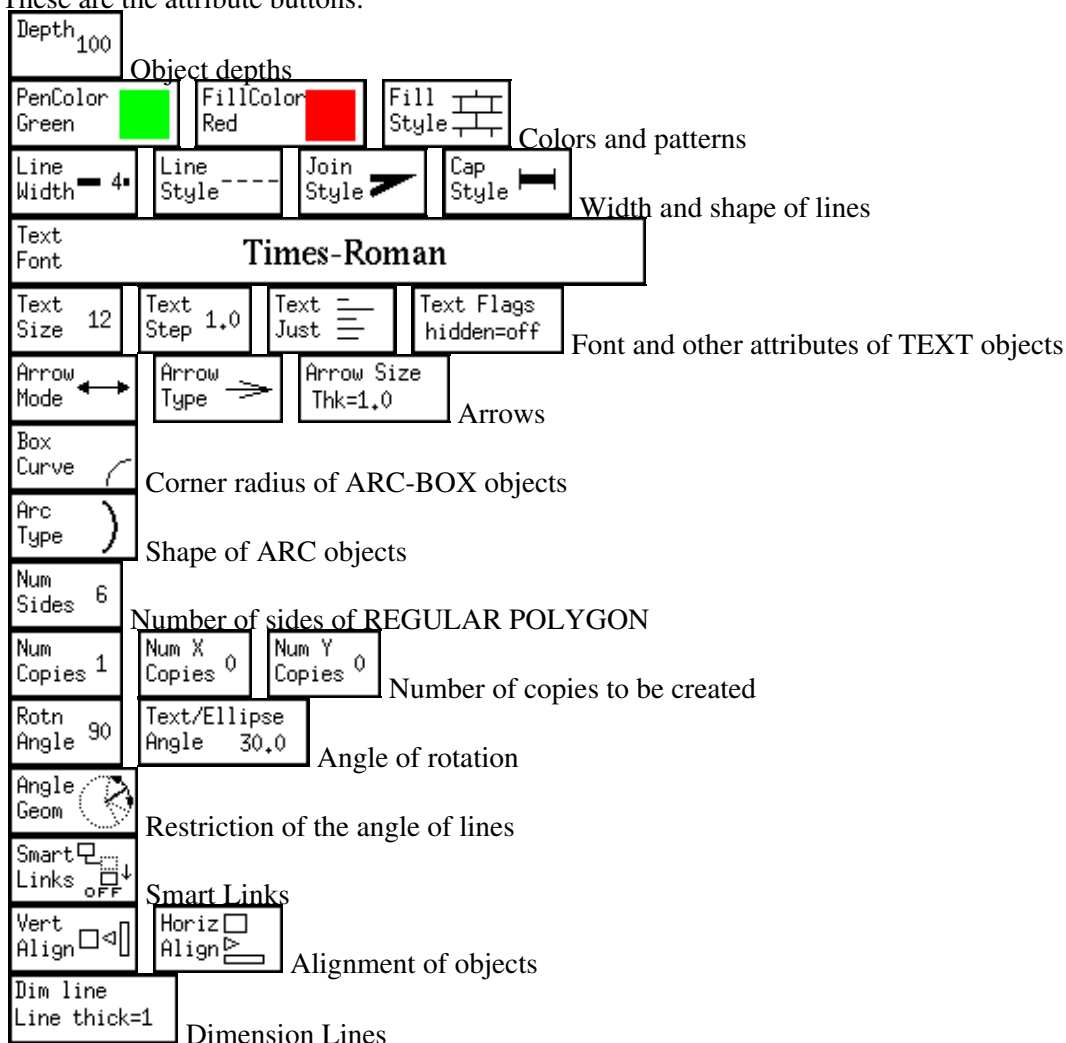 These are the attribute buttons:
Depth 100 Object depths
PenColor Green FillColor Red Fill Style Colors and patterns
Line Width 4 Line Style Join Style Cap Style Width and shape of lines
Text Font Times-Roman
Text Size 12 Text Step 1.0 Text Just Text Flags hidden=off Font and other attributes of TEXT objects
Arrow Mode Arrow Type Arrow Size Thk=1.0 Arrows
Box Curve Corner radius of ARC-BOX objects
Arc Type Shape of ARC objects
Num Sides 6 Number of sides of REGULAR POLYGON
Num Copies 1 Num X Copies 0 Num Y Copies 0 Number of copies to be created
Rotn Angle 90 Text/Ellipse Angle 30.0 Angle of rotation
Angle Geom Restriction of the angle of lines
Smart Links OFF Smart Links
Vert Align Horiz Align Alignment of objects
Dim line Line thick=1 Dimension Lines